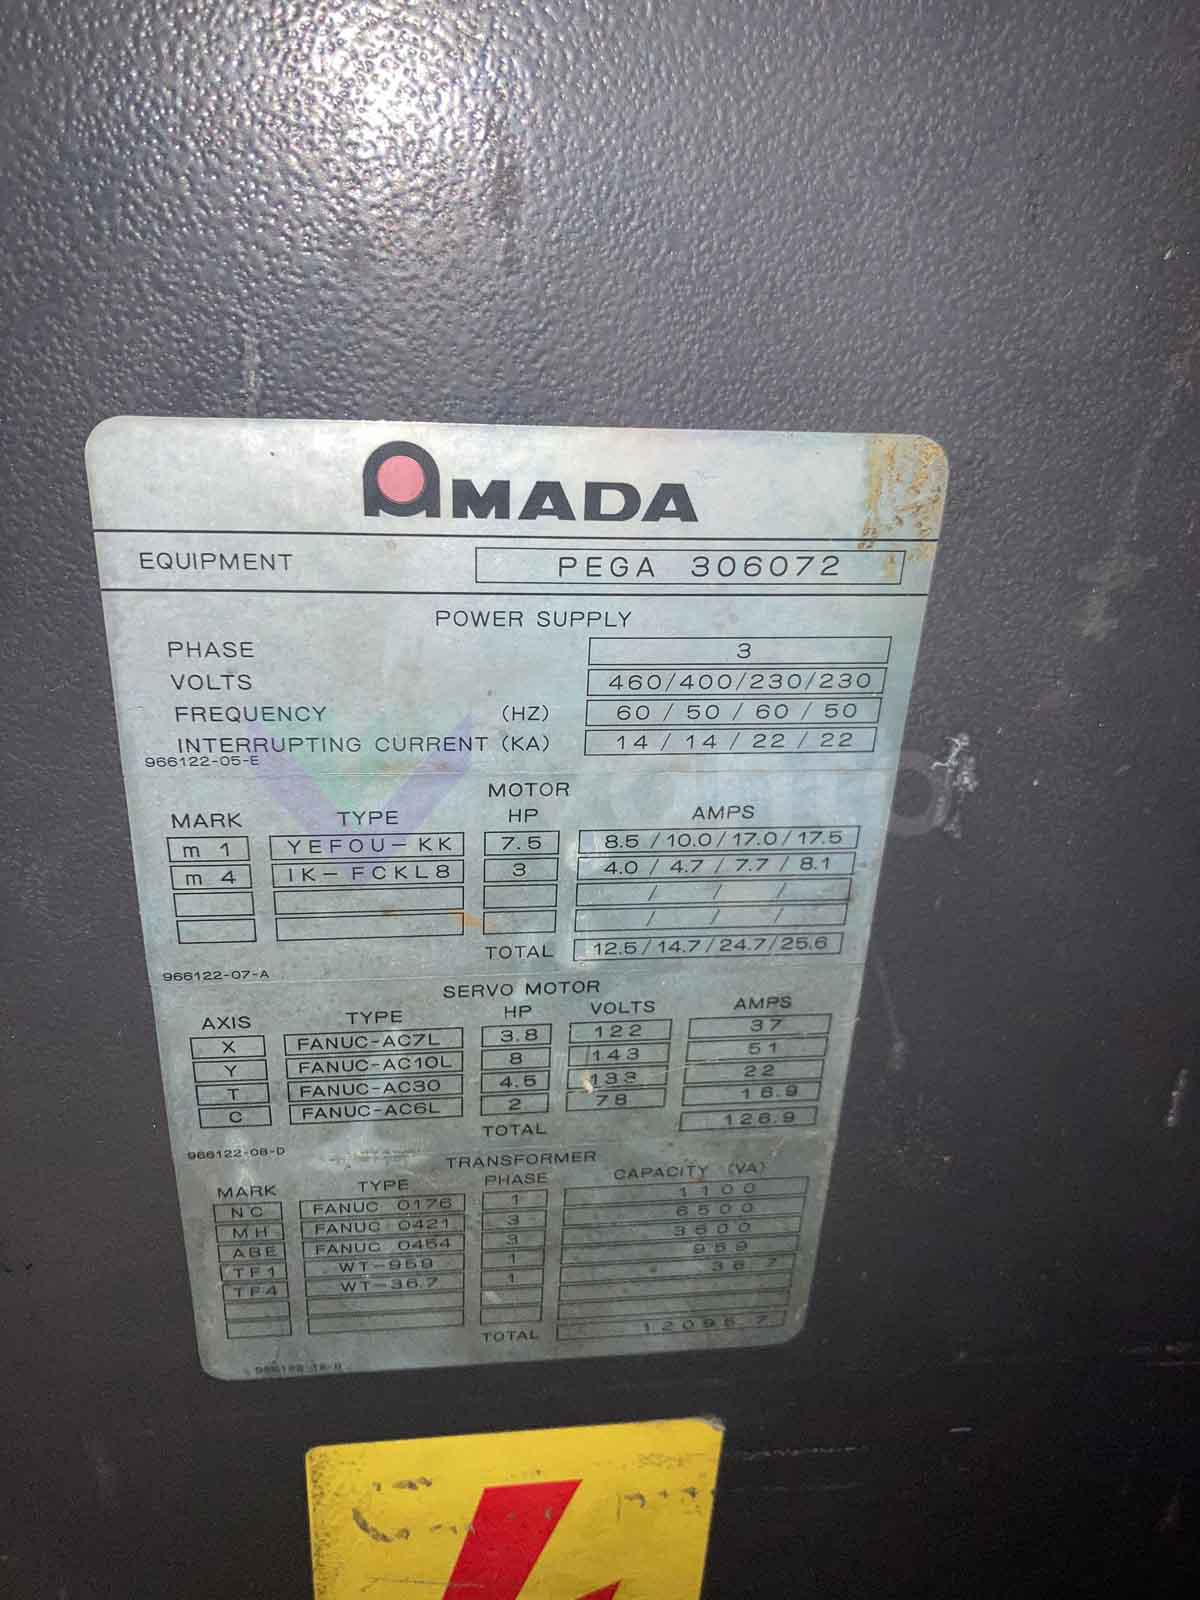 AMADA
EQUIPMENT PEGA 306072
POWER SUPPLY
PHASE 3
VOLTS 460/400/230/230
FREQUENCY (HZ) 60 / 50 / 60 / 50
INTERRUPTING CURRENT (KA) 14 / 14 / 22 / 22
966122-05-E
MOTOR
MARK TYPE HP AMPS
m 1 YEFOU-KK 7.5 8.5 / 10.0 / 17.0 / 17.5
m 4 IK-FCKL8 3 4.0 / 4.7 / 7.7 / 8.1
/ / /
/ / /
TOTAL 12.5/14.7/24.7/25.6
966122-07-A
SERVO MOTOR
AXIS TYPE HP VOLTS AMPS
X FANUC-AC7L 3.8 122 37
Y FANUC-AC10L 8 143 51
T FANUC-AC30 4.5 133 22
C FANUC-AC6L 2 78 16.9
TOTAL 126.9
966122-08-D
TRANSFORMER
MARK TYPE PHASE CAPACITY (VA)
NC FANUC 0176 1 1100
MH FANUC 0421 3 6500
ABE FANUC 0454 3 3600
TF1 WT-959 1 959
TF4 WT-36.7 1 36.7
TOTAL 12095.7